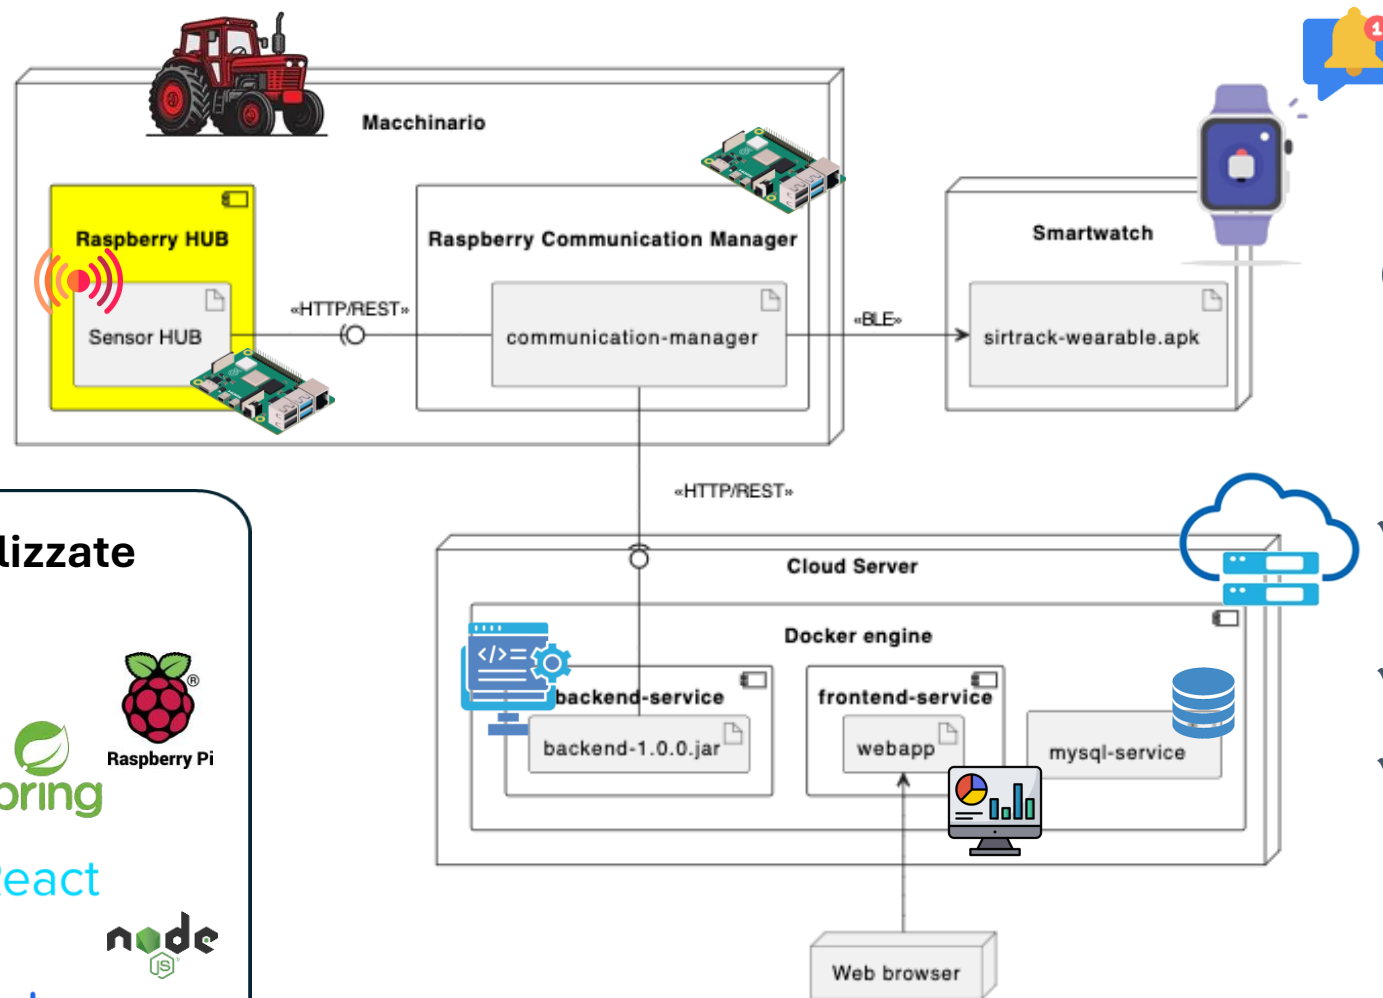 Macchinario
1
Raspberry HUB
Raspberry Communication Manager
Smartwatch
«HTTP/REST»
«BLE»
Sensor HUB
communication-manager
sirtrack-wearable.apk
«HTTP/REST»
lizzate
Cloud Server
Docker engine
</>
backend-service
frontend-service
backend-1.0.0.jar
webapp
mysql-service
®
Raspberry Pi
pring
React
node
JS
Web browser